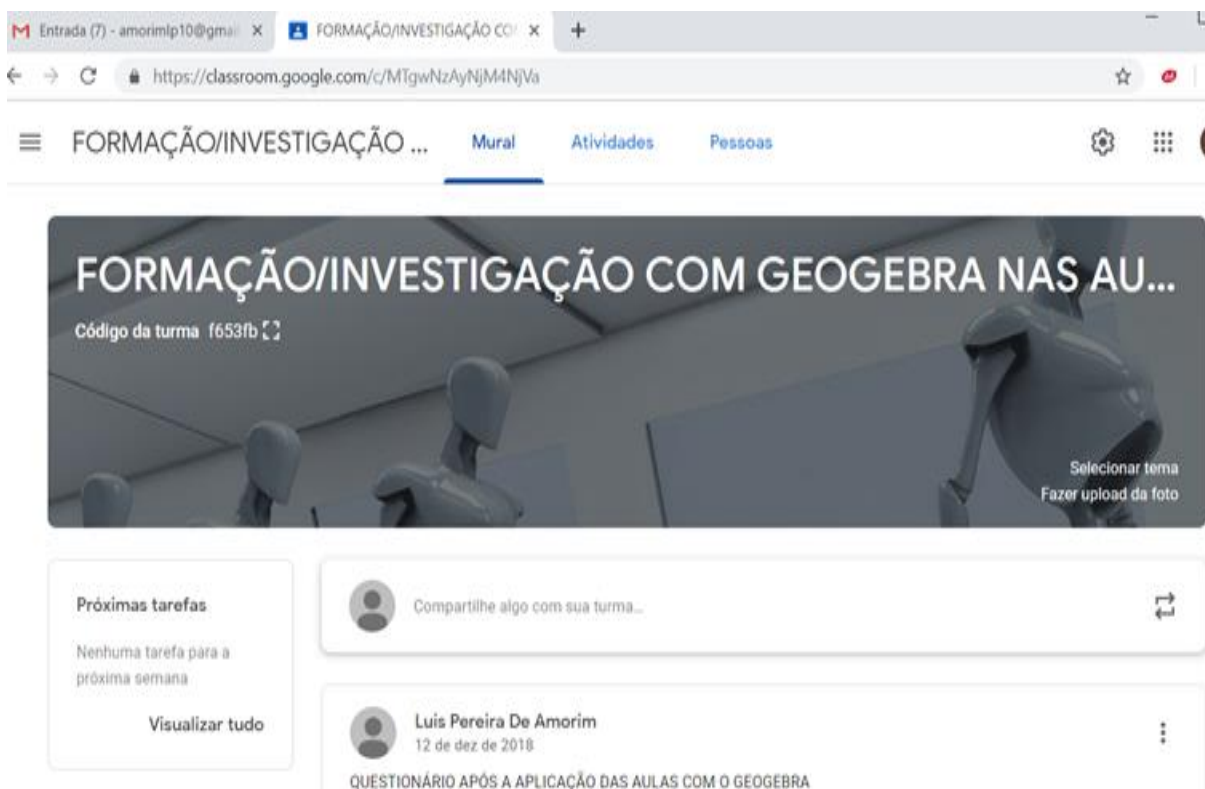 Entrada (7) - amorimlp10@gmai
FORMAÇÃO/INVESTIGAÇÃO CO
https://classroom.google.com/c/MTgwNzAyNjM4NjVa
FORMAÇÃO/INVESTIGAÇÃO ... Mural Atividades Pessoas
FORMAÇÃO/INVESTIGAÇÃO COM GEOGEBRA NAS AU...
Código da turma f653fb
Selecionar tema
Fazer upload da foto
Próximas tarefas
Nenhuma tarefa para a
próxima semana
Visualizar tudo
Compartilhe algo com sua turma...
Luis Pereira De Amorim
12 de dez de 2018
QUESTIONÁRIO APÓS A APLICAÇÃO DAS AULAS COM O GEOGEBRA